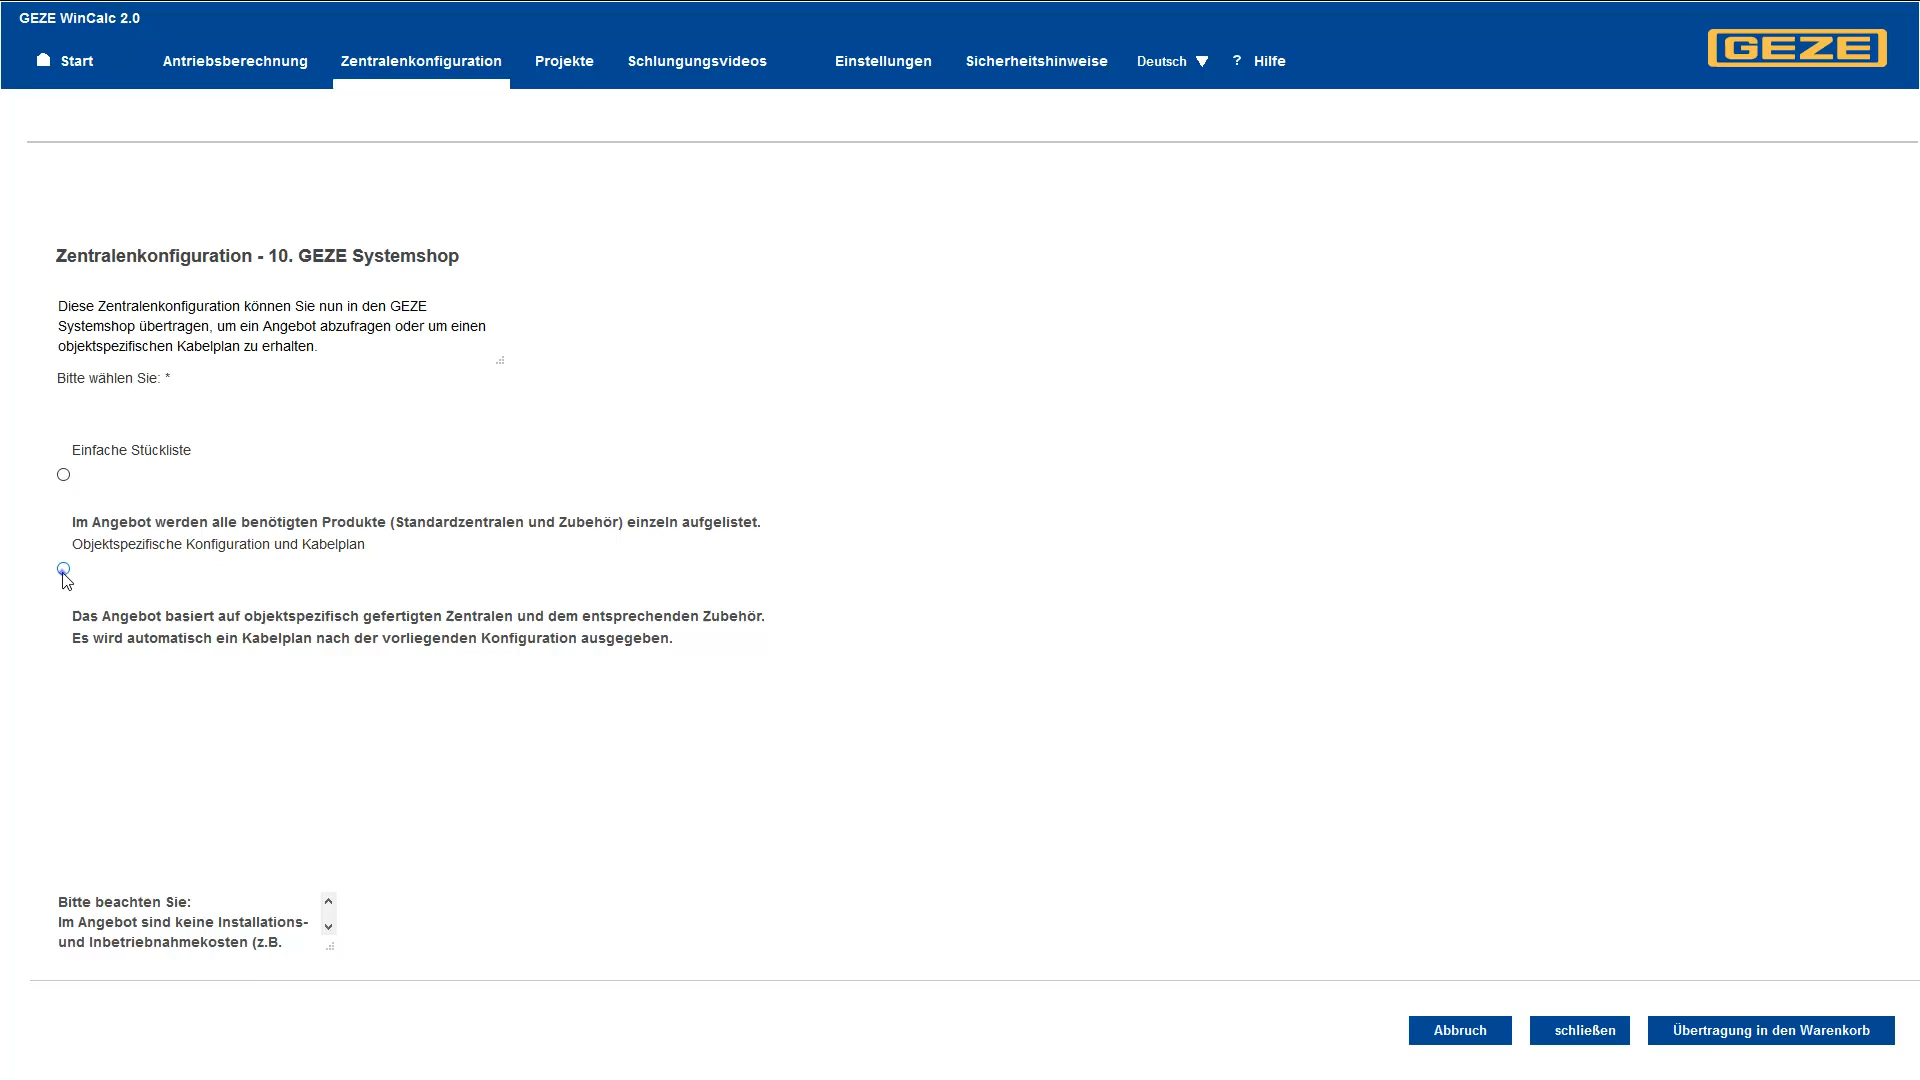 GEZE WinCalc 2.0
Start Antriebsberechnung Zentralenkonfiguration Projekte Schlungungsvideos Einstellungen Sicherheitshinweise Deutsch ? Hilfe
GEZE
Zentralenkonfiguration - 10. GEZE Systemshop
Diese Zentralenkonfiguration können Sie nun in den GEZE
Systemshop übertragen, um ein Angebot abzufragen oder um einen
objektspezifischen Kabelplan zu erhalten.
Bitte wählen Sie: *
Einfache Stückliste
Im Angebot werden alle benötigten Produkte (Standardzentralen und Zubehör) einzeln aufgelistet.
Objektspezifische Konfiguration und Kabelplan
Das Angebot basiert auf objektspezifisch gefertigten Zentralen und dem entsprechenden Zubehör.
Es wird automatisch ein Kabelplan nach der vorliegenden Konfiguration ausgegeben.
Bitte beachten Sie:
Im Angebot sind keine Installations-
und Inbetriebnahmekosten (z.B.
Abbruch schließen Übertragung in den Warenkorb